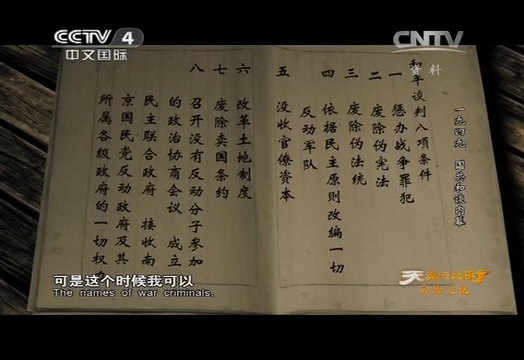 CCTV 4
中文国际
CNTV
资料
一九四九 国共和谈内幕
和平谈判八项条件
一 惩办战争罪犯
二 废除伪宪法
三 废除伪法统
四 依据民主原则改编一切
反动军队
五 没收官僚资本
六 改革土地制度
七 废除卖国条约
八 召开没有反动分子参加
的政治协商会议 成立
民主联合政府 接收南
京国民党反动政府及其
所属各级政府的一切权
天涯共此时
可是这个时候我可以
The names of war criminals,